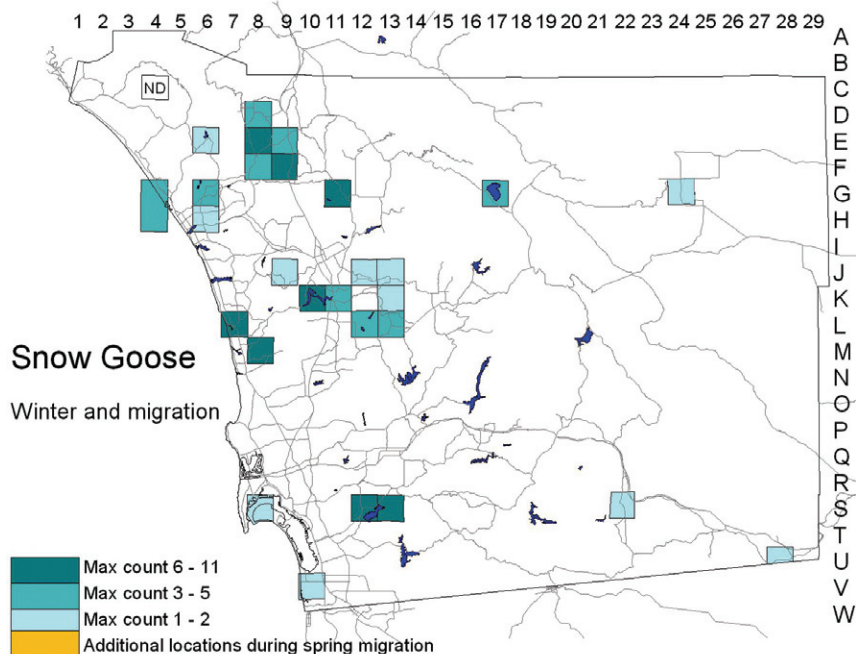 1 2 3 4 5 6 7 8 9 10 11 12 13 14 15 16 17 18 19 20 21 22 23 24 25 26 27 28 29
A
B
C
D
E
F
G
H
I
J
K
L
M
N
O
P
Q
R
S
T
U
V
W
ND
Snow Goose
Winter and migration
Max count 6 - 11
Max count 3 - 5
Max count 1 - 2
Additional locations during spring migration